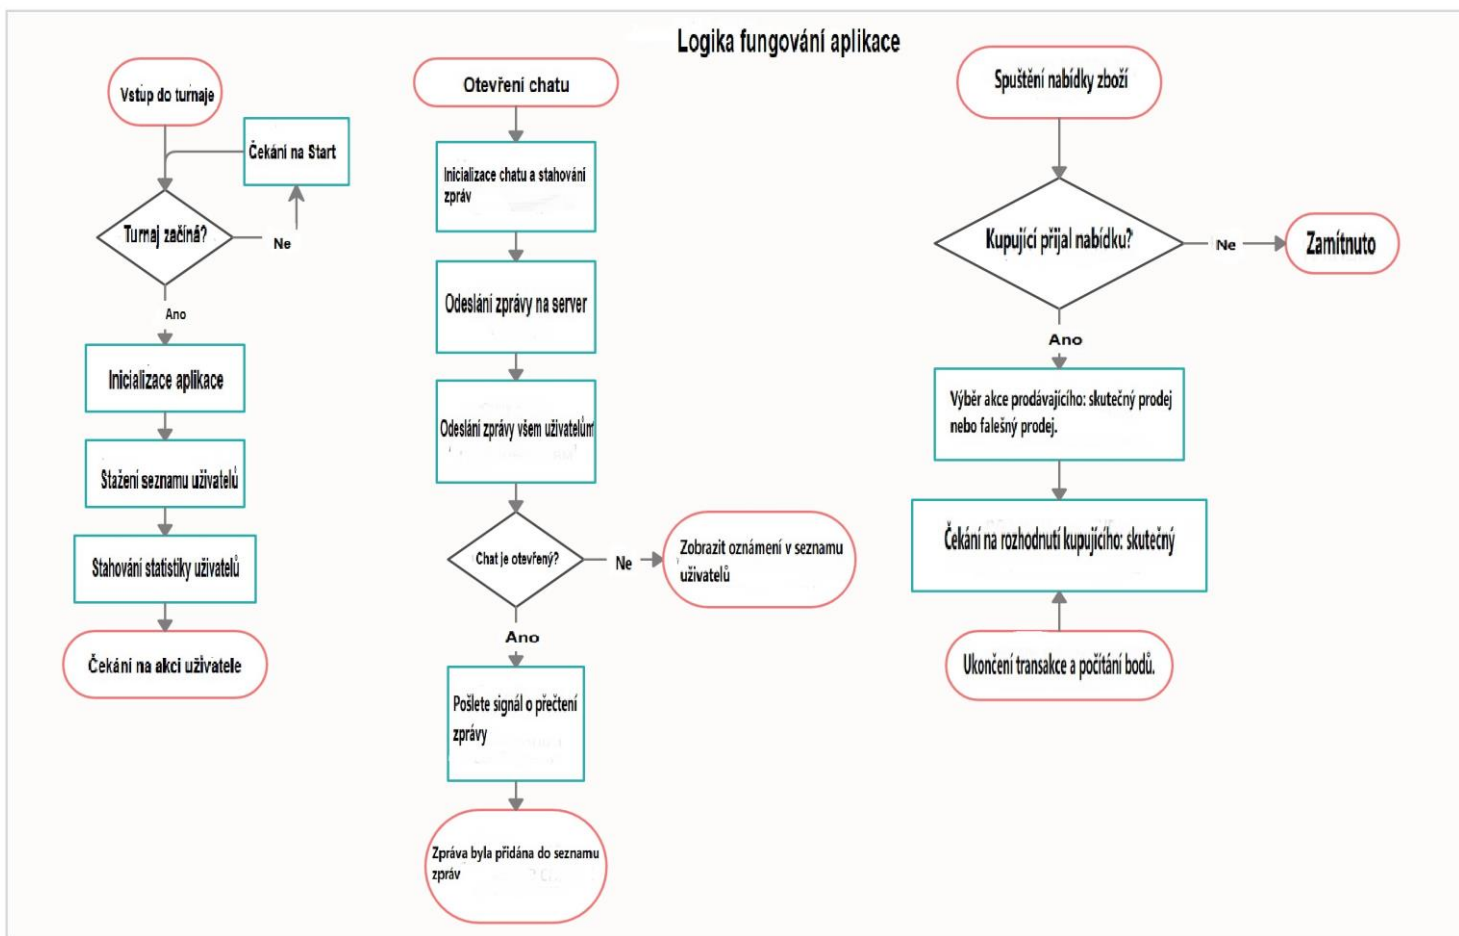 Logika fungování aplikace
Vstup do turnaje
Čekání na Start
Turnaj začíná?
Ne
Ano
Inicializace aplikace
Stažení seznamu uživatelů
Stahování statistiky uživatelů
Čekání na akci uživatele
Otevření chatu
Inicializace chatu a stahování
zpráv
Odeslání zprávy na server
Odeslání zprávy všem uživatelům
Chat je otevřený?
Ne
Zobrazit oznámení v seznamu
uživatelů
Ano
Pošlete signál o přečtení
zprávy
Zpráva byla přidána do seznamu
zpráv
Spuštění nabídky zboží
Kupující přijal nabídku?
Ne
Zamítnuto
Ano
Výběr akce prodávajícího: skutečný prodej
nebo falešný prodej.
Čekání na rozhodnutí kupujícího: skutečný
Ukončení transakce a počítání bodů.